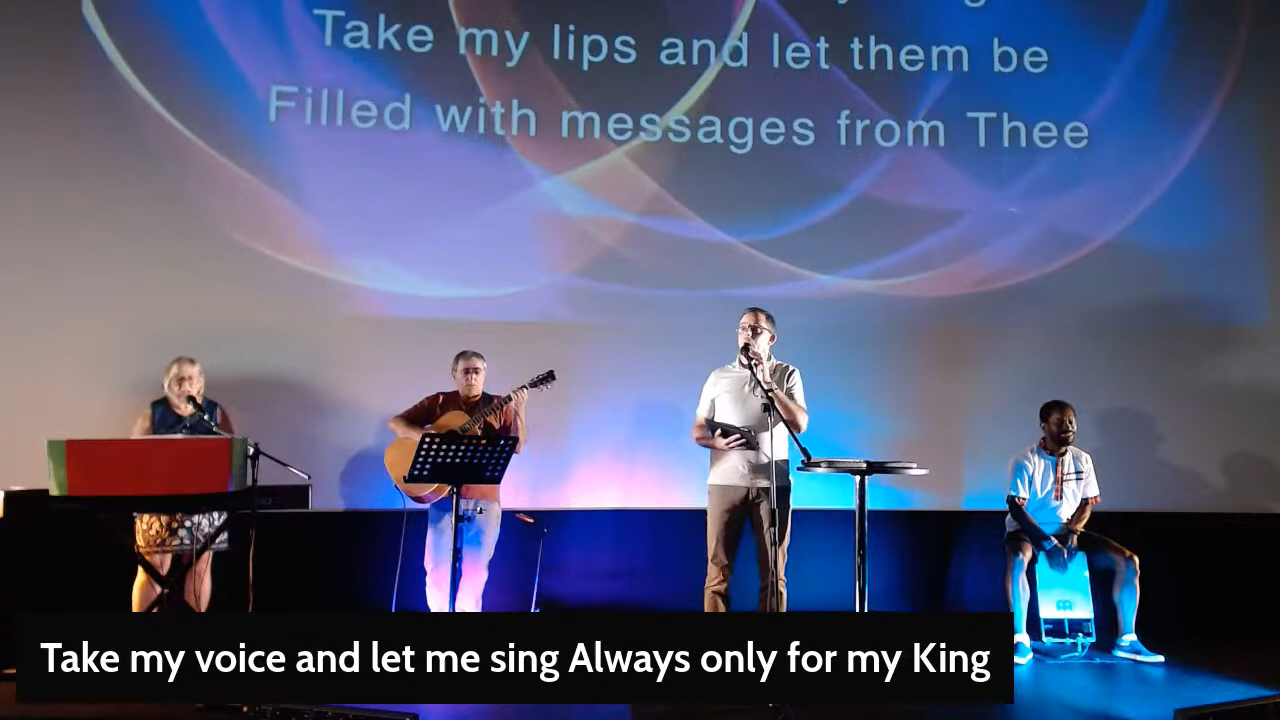 Take my lips and let them be
Filled with messages from Thee
Take my voice and let me sing Always only for my King